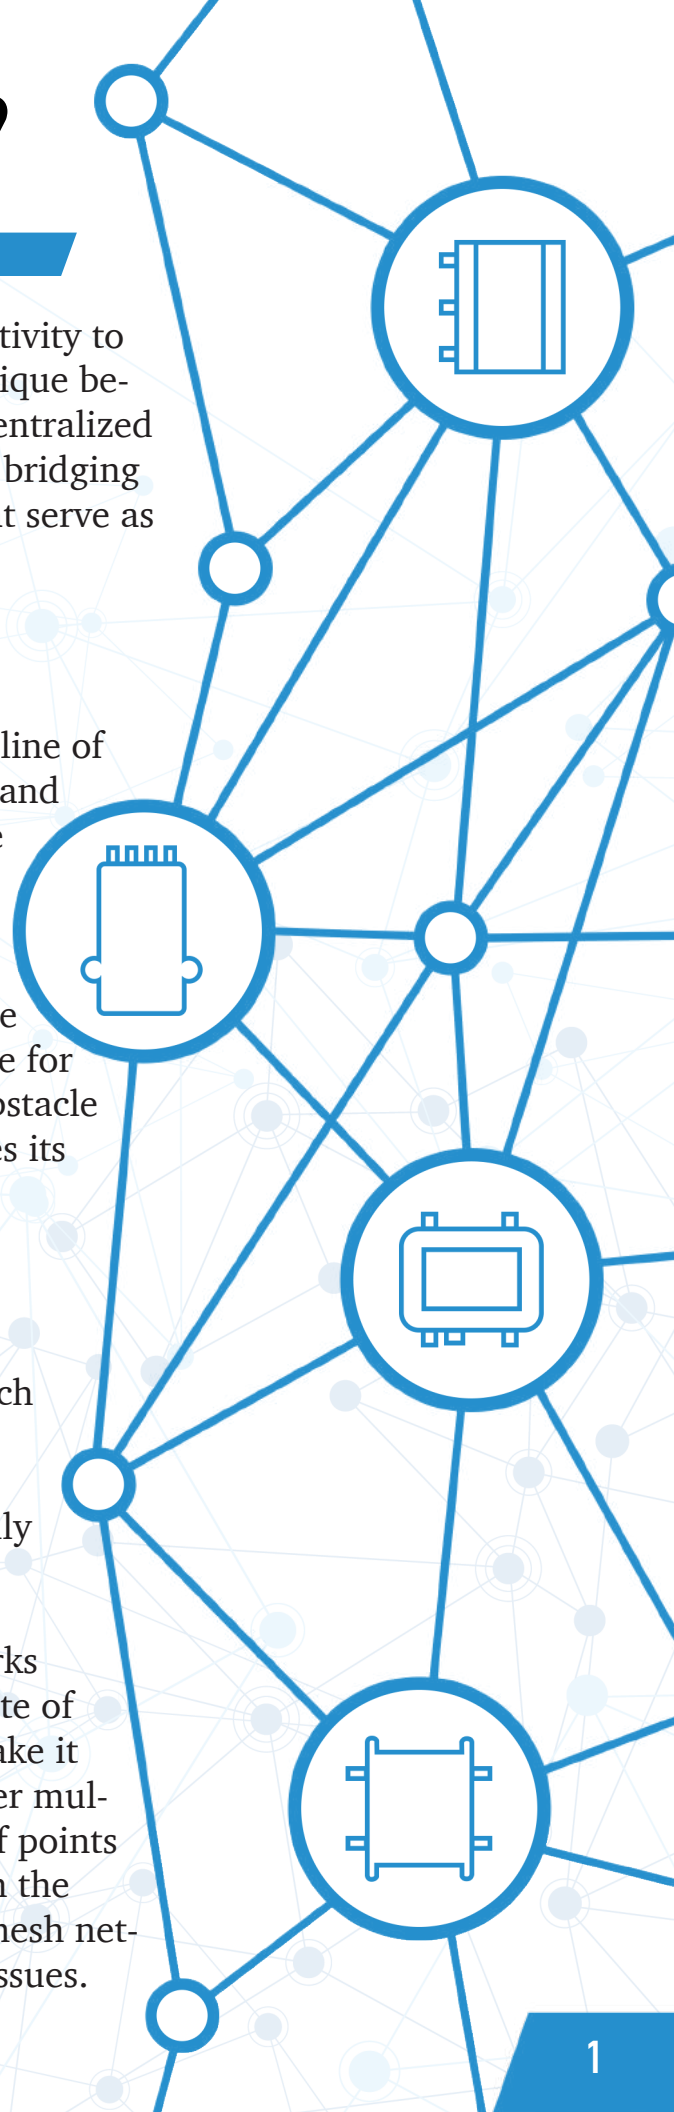 ?
tivity to
ique be-
entralized
bridging
t serve as
line of
and
e
e for
ostacle
es its
ch
lly
rks
te of
ake it
er mul-
f points
n the
mesh net-
ssues.
1